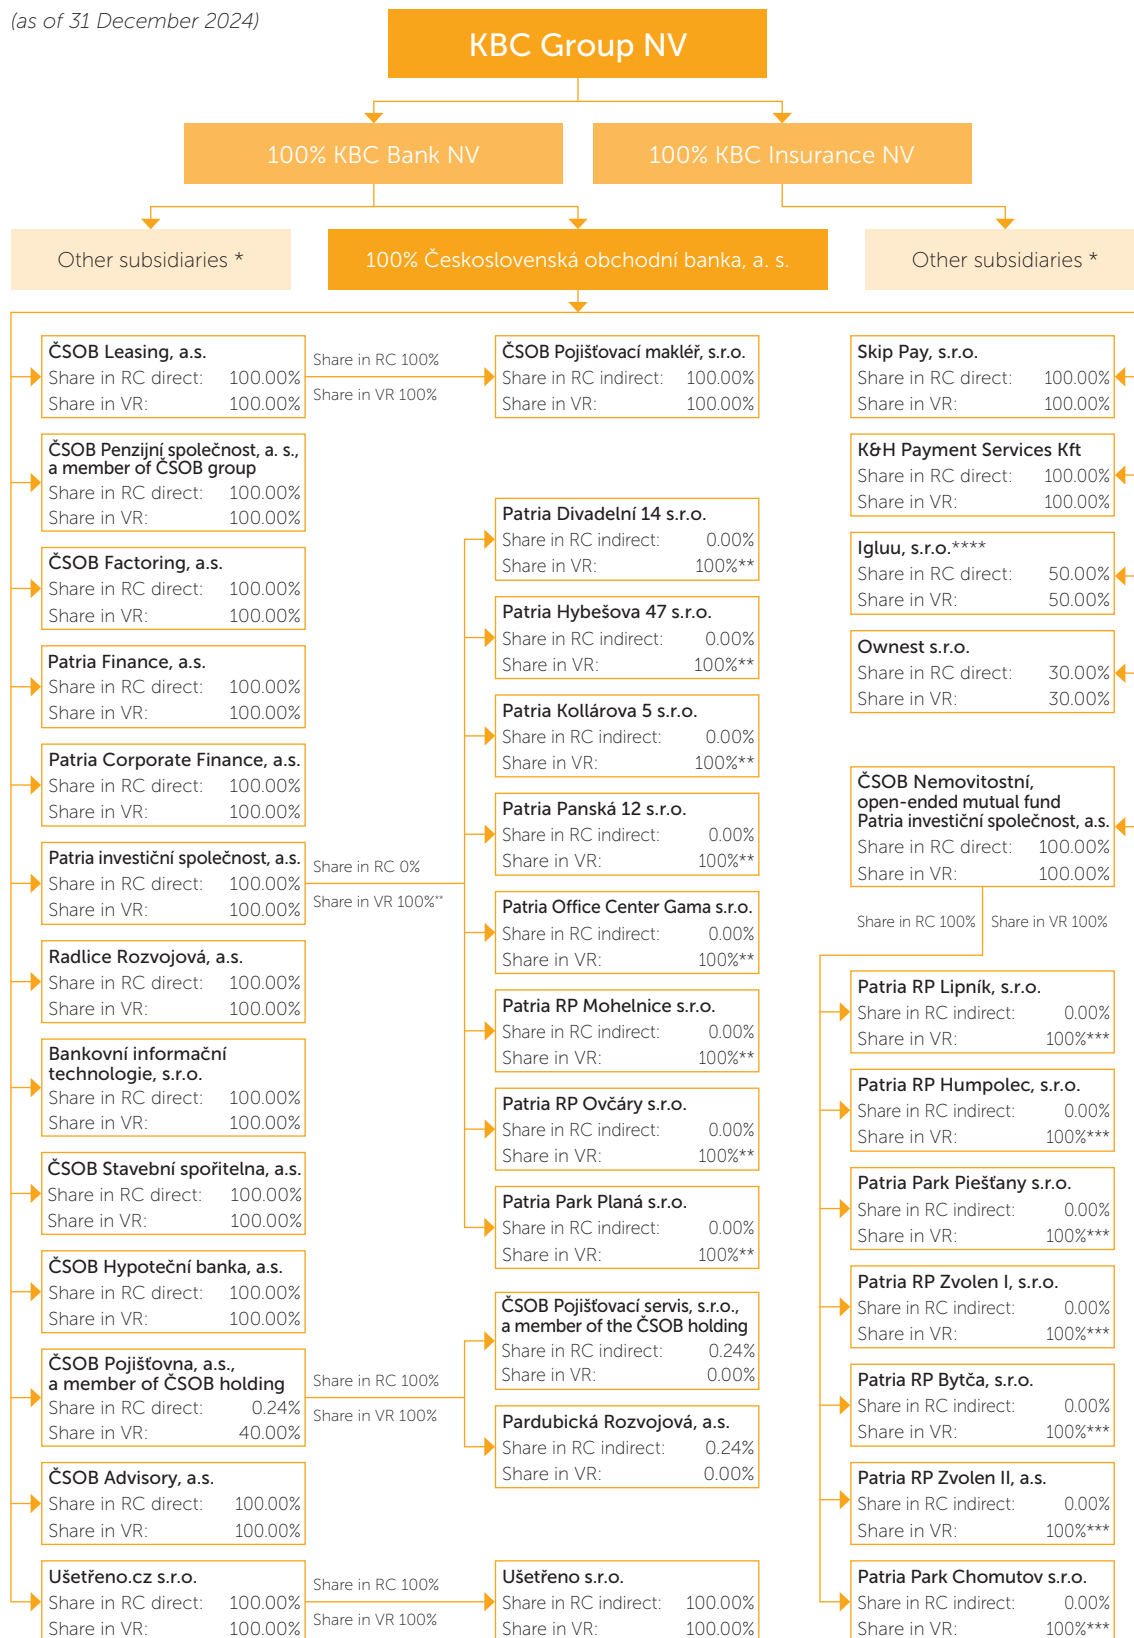 (as of 31 December 2024)
KBC Group NV
100% KBC Bank NV
100% KBC Insurance NV
Other subsidiaries *
100% Československá obchodní banka, a. s.
Other subsidiaries *
ČSOB Leasing, a.s.
Share in RC direct: 100.00%
Share in VR: 100.00%
Share in RC 100%
Share in VR 100%
ČSOB Pojišťovací makléř, s.r.o.
Share in RC indirect: 100.00%
Share in VR: 100.00%
ČSOB Penzijní společnost, a. s.,
a member of ČSOB group
Share in RC direct: 100.00%
Share in VR: 100.00%
ČSOB Factoring, a.s.
Share in RC direct: 100.00%
Share in VR: 100.00%
Patria Finance, a.s.
Share in RC direct: 100.00%
Share in VR: 100.00%
Patria Corporate Finance, a.s.
Share in RC direct: 100.00%
Share in VR: 100.00%
Patria investiční společnost, a.s.
Share in RC direct: 100.00%
Share in VR: 100.00%
Share in RC 0%
Share in VR 100%**
Radlice Rozvojová, a.s.
Share in RC direct: 100.00%
Share in VR: 100.00%
Bankovní informační
technologie, s.r.o.
Share in RC direct: 100.00%
Share in VR: 100.00%
ČSOB Stavební spořitelna, a.s.
Share in RC direct: 100.00%
Share in VR: 100.00%
ČSOB Hypoteční banka, a.s.
Share in RC direct: 100.00%
Share in VR: 100.00%
ČSOB Pojišťovna, a.s.,
a member of ČSOB holding
Share in RC direct: 0.24%
Share in VR: 40.00%
Share in RC 100%
Share in VR 100%
ČSOB Advisory, a.s.
Share in RC direct: 100.00%
Share in VR: 100.00%
Ušetřeno.cz s.r.o.
Share in RC direct: 100.00%
Share in VR: 100.00%
Share in RC 100%
Share in VR 100%
Patria Divadelní 14 s.r.o.
Share in RC indirect: 0.00%
Share in VR: 100%**
Patria Hybešova 47 s.r.o.
Share in RC indirect: 0.00%
Share in VR: 100%**
Patria Kollárova 5 s.r.o.
Share in RC indirect: 0.00%
Share in VR: 100%**
Patria Panská 12 s.r.o.
Share in RC indirect: 0.00%
Share in VR: 100%**
Patria Office Center Gama s.r.o.
Share in RC indirect: 0.00%
Share in VR: 100%**
Patria RP Mohelnice s.r.o.
Share in RC indirect: 0.00%
Share in VR: 100%**
Patria RP Ovčáry s.r.o.
Share in RC indirect: 0.00%
Share in VR: 100%**
Patria Park Planá s.r.o.
Share in RC indirect: 0.00%
Share in VR: 100%**
ČSOB Pojišťovací servis, s.r.o.,
a member of the ČSOB holding
Share in RC indirect: 0.24%
Share in VR: 0.00%
Pardubická Rozvojová, a.s.
Share in RC indirect: 0.24%
Share in VR: 0.00%
Ušetřeno s.r.o.
Share in RC indirect: 100.00%
Share in VR: 100.00%
Skip Pay, s.r.o.
Share in RC direct: 100.00%
Share in VR: 100.00%
K&H Payment Services Kft
Share in RC direct: 100.00%
Share in VR: 100.00%
Igluu, s.r.o.****
Share in RC direct: 50.00%
Share in VR: 50.00%
Ownest s.r.o.
Share in RC direct: 30.00%
Share in VR: 30.00%
ČSOB Nemovitostní,
open-ended mutual fund
Patria investiční společnost, a.s.
Share in RC direct: 100.00%
Share in VR: 100.00%
Share in RC 100% Share in VR 100%
Patria RP Lipník, s.r.o.
Share in RC indirect: 0.00%
Share in VR: 100%***
Patria RP Humpolec, s.r.o.
Share in RC indirect: 0.00%
Share in VR: 100%***
Patria Park Piešťany s.r.o.
Share in RC indirect: 0.00%
Share in VR: 100%***
Patria RP Zvolen I, s.r.o.
Share in RC indirect: 0.00%
Share in VR: 100%***
Patria RP Bytča, s.r.o.
Share in RC indirect: 0.00%
Share in VR: 100%***
Patria RP Zvolen II, a.s.
Share in RC indirect: 0.00%
Share in VR: 100%***
Patria Park Chomutov s.r.o.
Share in RC indirect: 0.00%
Share in VR: 100%***